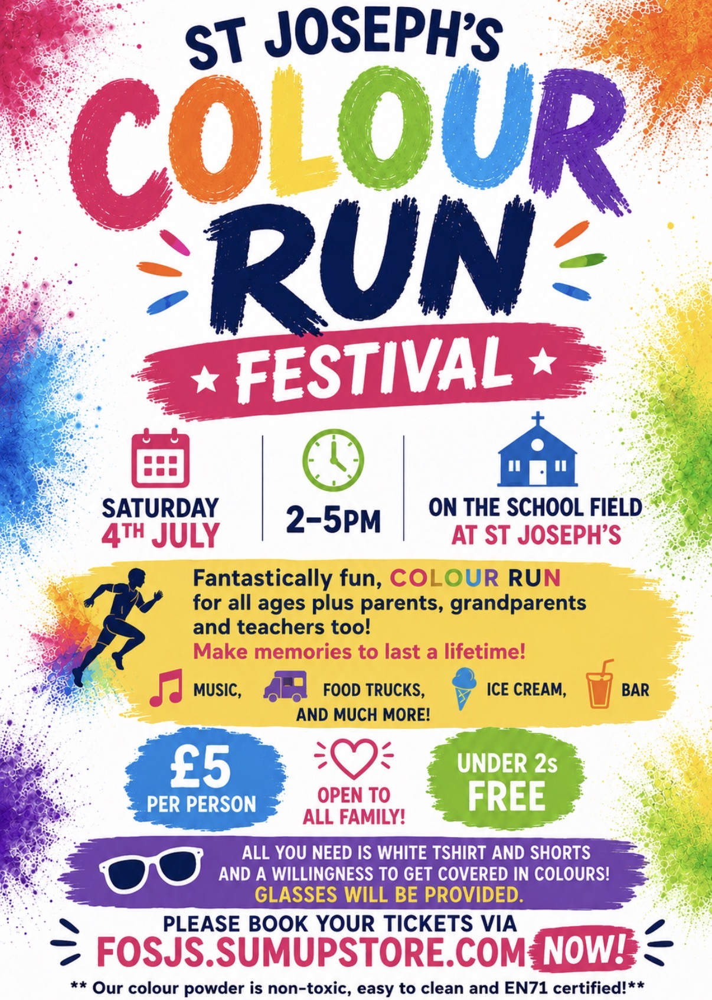 ST JOSEPH'S
COLOUR
RUN
★ FESTIVAL ★
SATURDAY
4TH JULY
2–5PM
ON THE SCHOOL FIELD
AT ST JOSEPH'S
Fantastically fun, COLOUR RUN
for all ages plus parents, grandparents
and teachers too!
Make memories to last a lifetime!
MUSIC, FOOD TRUCKS, ICE CREAM, BAR
AND MUCH MORE!
£5
PER PERSON
OPEN TO
ALL FAMILY!
UNDER 2s
FREE
ALL YOU NEED IS WHITE TSHIRT AND SHORTS
AND A WILLINGNESS TO GET COVERED IN COLOURS!
GLASSES WILL BE PROVIDED.
PLEASE BOOK YOUR TICKETS VIA
FOSJS.SUMUPSTORE.COM NOW!
** Our colour powder is non-toxic, easy to clean and EN71 certified!**